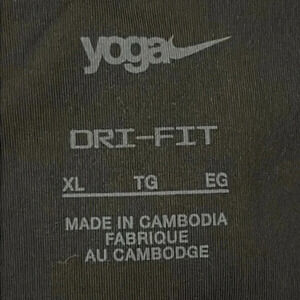 yoga
DRI-FIT
XL TG EG
MADE IN CAMBODIA
FABRIQUE
AU CAMBODGE